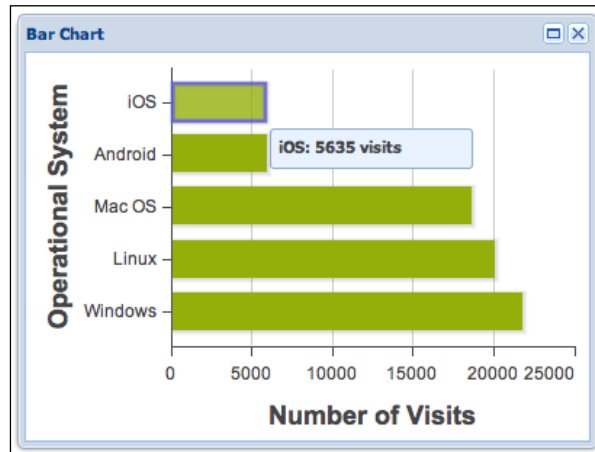 Bar Chart
Operational System
iOS
Android
Mac OS
Linux
Windows
iOS: 5635 visits
0 5000 10000 15000 20000 25000
Number of Visits